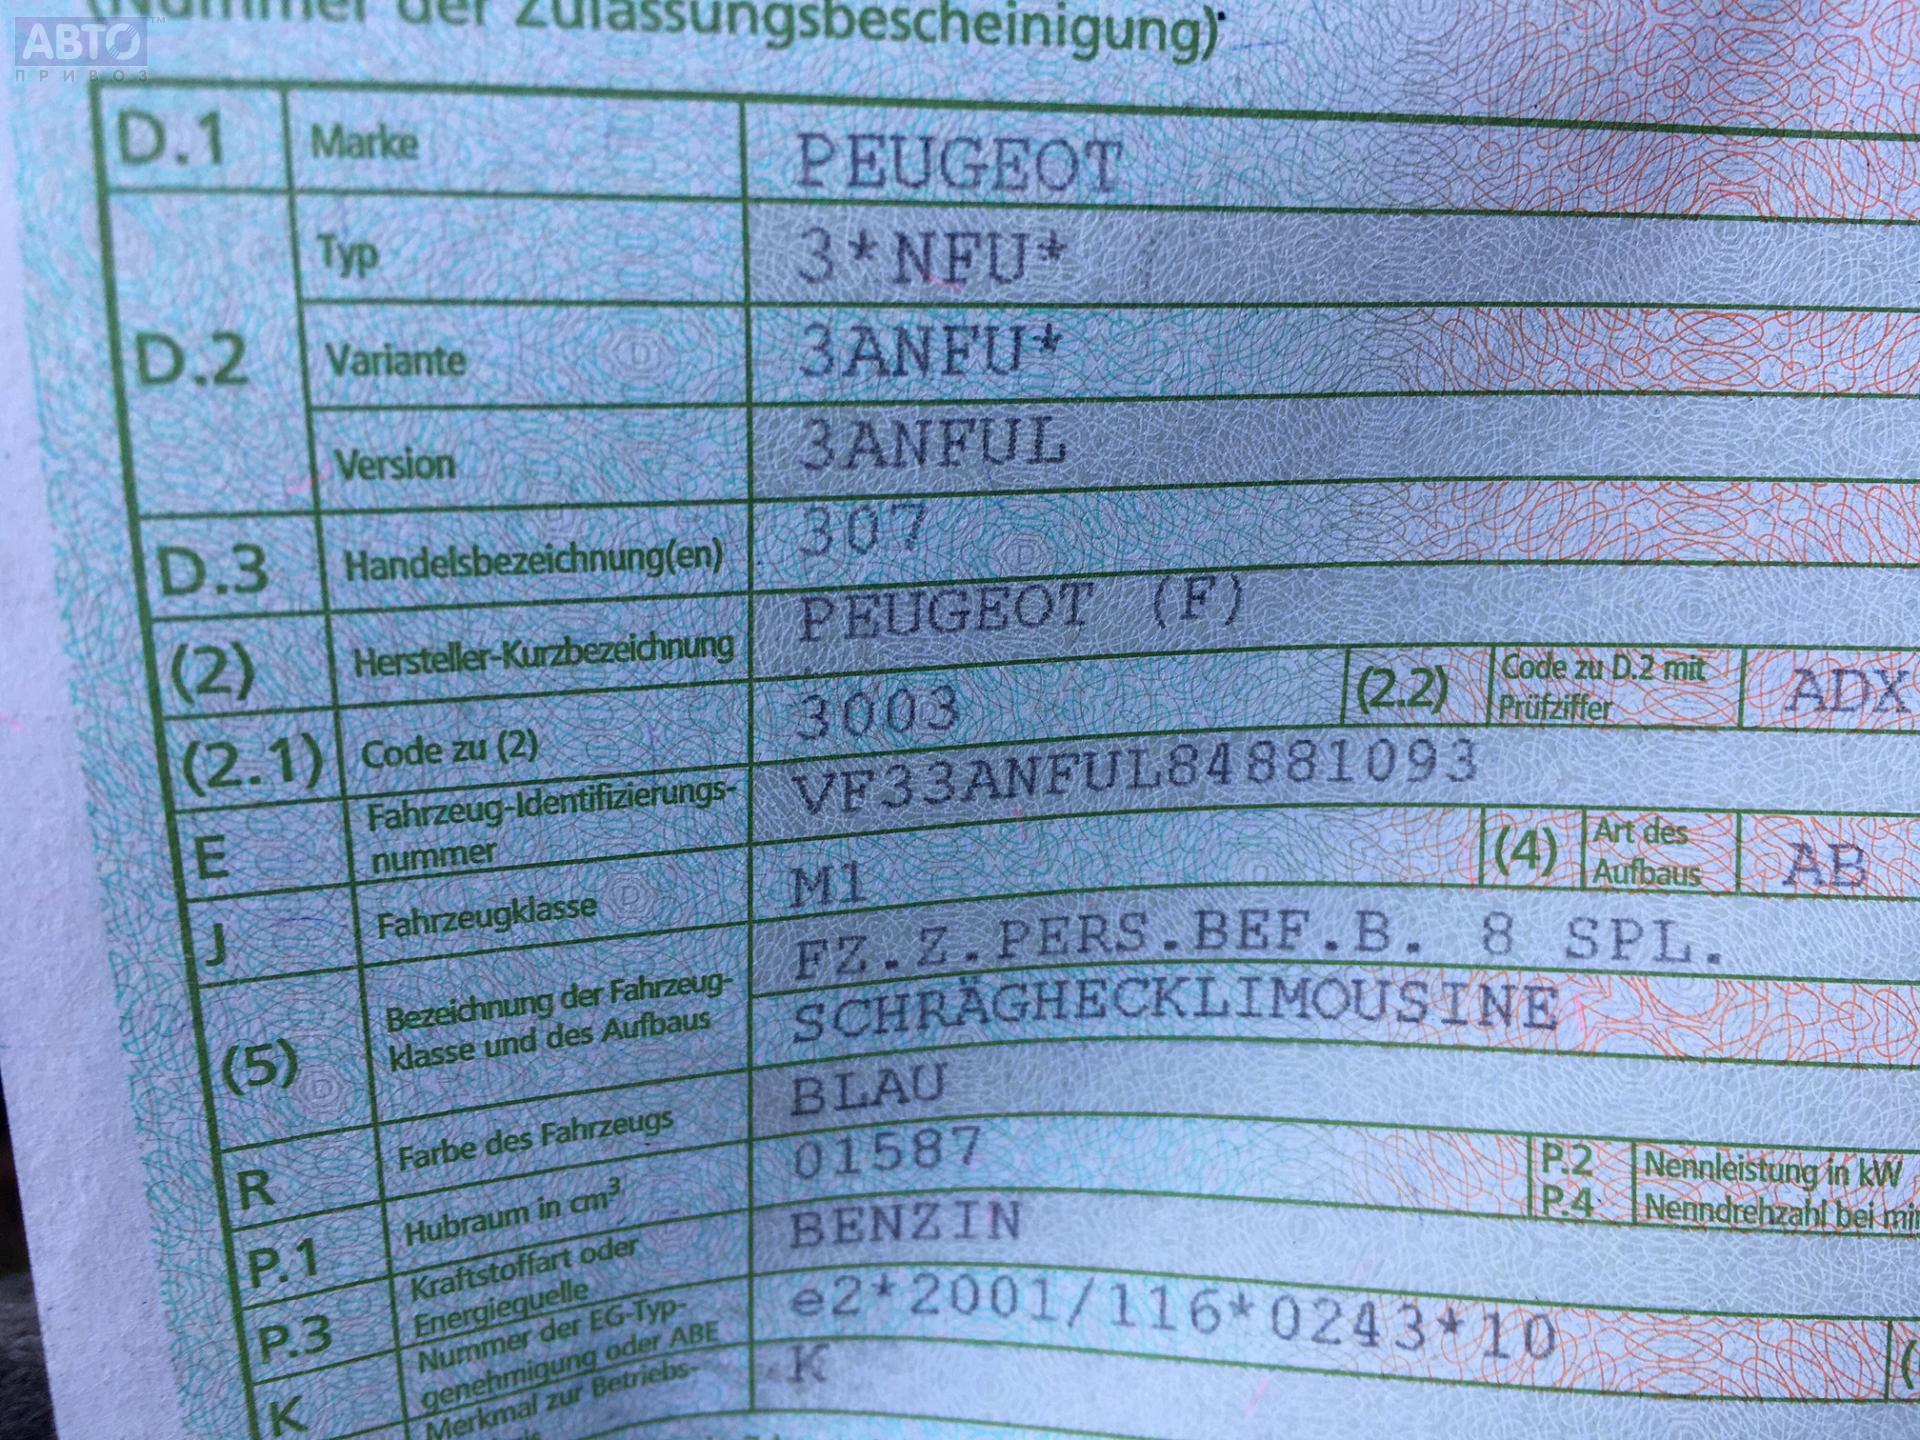 АВТО
ПРИВОЗ
(Nummer der Zulassungsbescheinigung)
D.1 Marke PEUGEOT
D.2 Typ 3*NFU*
Variante 3ANFU*
Version 3ANFUL
D.3 Handelsbezeichnung(en) 307
(2) Hersteller-Kurzbezeichnung PEUGEOT (F)
(2.1) Code zu (2) 3003 (2.2) Code zu D.2 mit Prüfziffer ADX
E Fahrzeug-Identifizierungs-
nummer VF33ANFUL84881093
J Fahrzeugklasse M1 (4) Art des Aufbaus AB
(5) Bezeichnung der Fahrzeug- FZ.Z.PERS.BEF.B. 8 SPL.
klasse und des Aufbaus SCHRÄGHECKLIMOUSINE
R Farbe des Fahrzeugs BLAU
P.1 Hubraum in cm³ 01587 P.2 Nennleistung in kW
P.4 Nenndrehzahl bei
P.3 Kraftstoffart oder
Energiequelle BENZIN
K Nummer der EG-Typ-
genehmigung oder ABE e2*2001/116*0243*10
Merkmal zur Betriebs- K